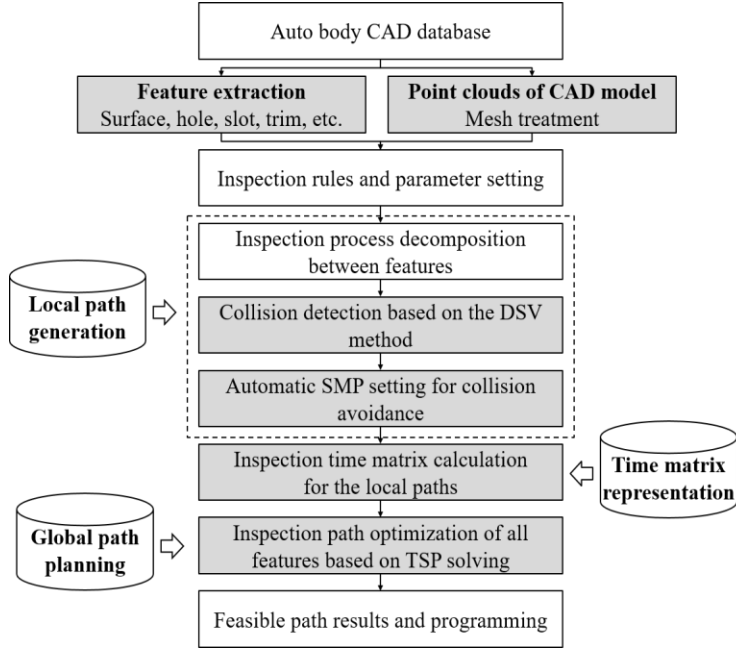 Auto body CAD database
Feature extraction
Surface, hole, slot, trim, etc.
Point clouds of CAD model
Mesh treatment
Inspection rules and parameter setting
Inspection process decomposition
between features
Local path
generation
Collision detection based on the DSV
method
Automatic SMP setting for collision
avoidance
Inspection time matrix calculation
for the local paths
Time matrix
representation
Global path
planning
Inspection path optimization of all
features based on TSP solving
Feasible path results and programming